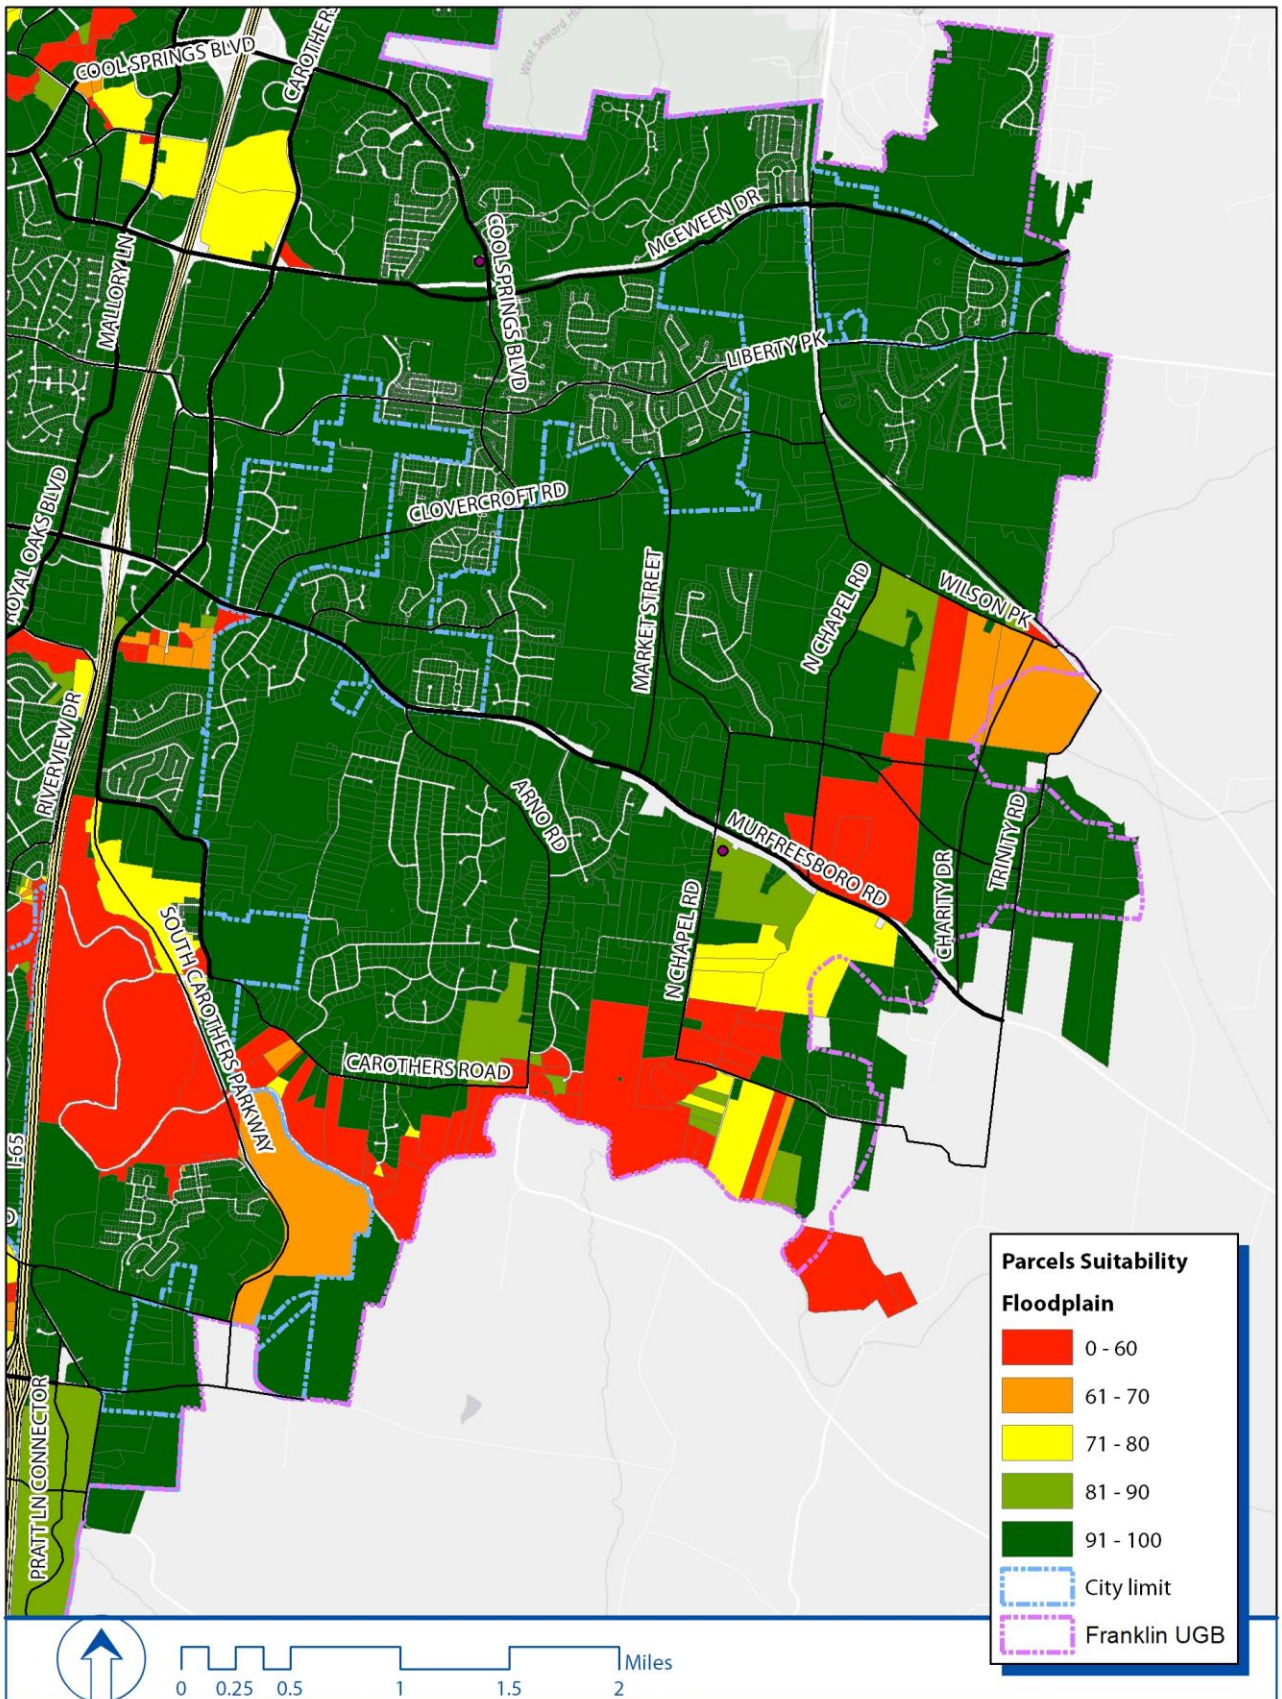 West Seward Hi
COOL SPRINGS BLVD
CAROTHERS
MALLORY LN
COOLSPRINGS BLVD
MCEWEEN DR
LIBERTY PK
ROYAL OAKS BLVD
CLOVERCROFT RD
MARKET STREET
N CHAPEL RD
WILSON PK
RIVERVIEW DR
ARNO RD
MURFREESBORO RD
CHARITY DR
TRINITY RD
N CHAPEL RD
SOUTH CAROTHERS PARKWAY
CAROTHERS ROAD
I-65
PRATT LN CONNECTOR
Parcels Suitability
Floodplain
0 - 60
61 - 70
71 - 80
81 - 90
91 - 100
City limit
Franklin UGB
Miles
0 0.25 0.5 1 1.5 2